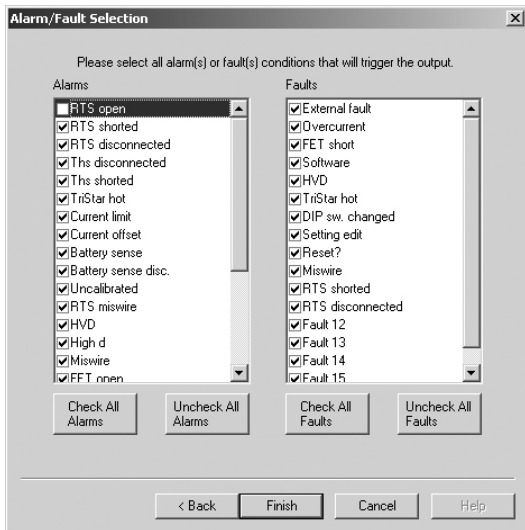 Alarm/Fault Selection
Please select all alarm(s) or fault(s) conditions that will trigger the output.
Alarms
RTS open
RTS shorted
RTS disconnected
Ths disconnected
Ths shorted
TriStar hot
Current limit
Current offset
Battery sense
Battery sense disc.
Uncalibrated
RTS miswire
HVD
High d
Miswire
FET open
Check All Alarms
Uncheck All Alarms
Faults
External fault
Overcurrent
FET short
Software
HVD
TriStar hot
DIP sw. changed
Setting edit
Reset?
Miswire
RTS shorted
RTS disconnected
Fault 12
Fault 13
Fault 14
Fault 15
Check All Faults
Uncheck All Faults
< Back
Finish
Cancel
Help